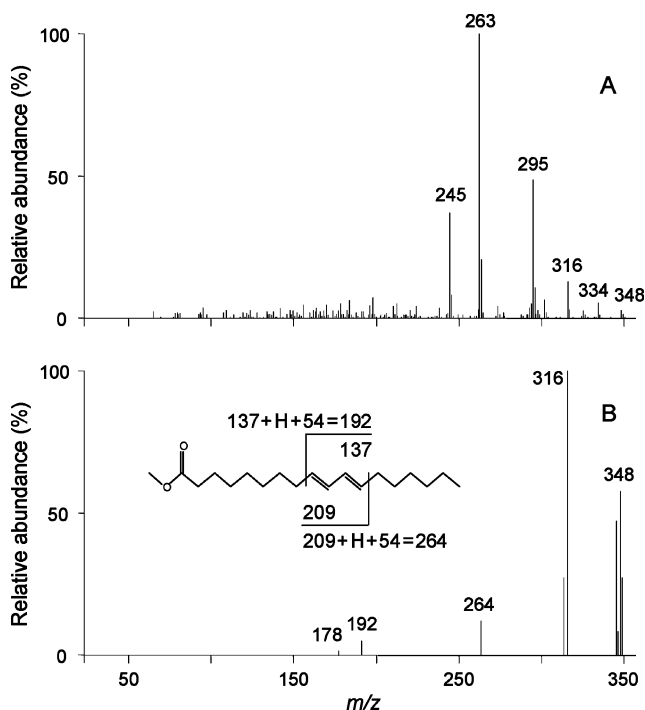 100
50
0
Relative abundance (%)
263
295
245
316
334
348
A
100
50
0
Relative abundance (%)
316
B
137+H+54=192
137
O
O
348
209
209+H+54=264
264
192
178
50
150
250
350
m/z